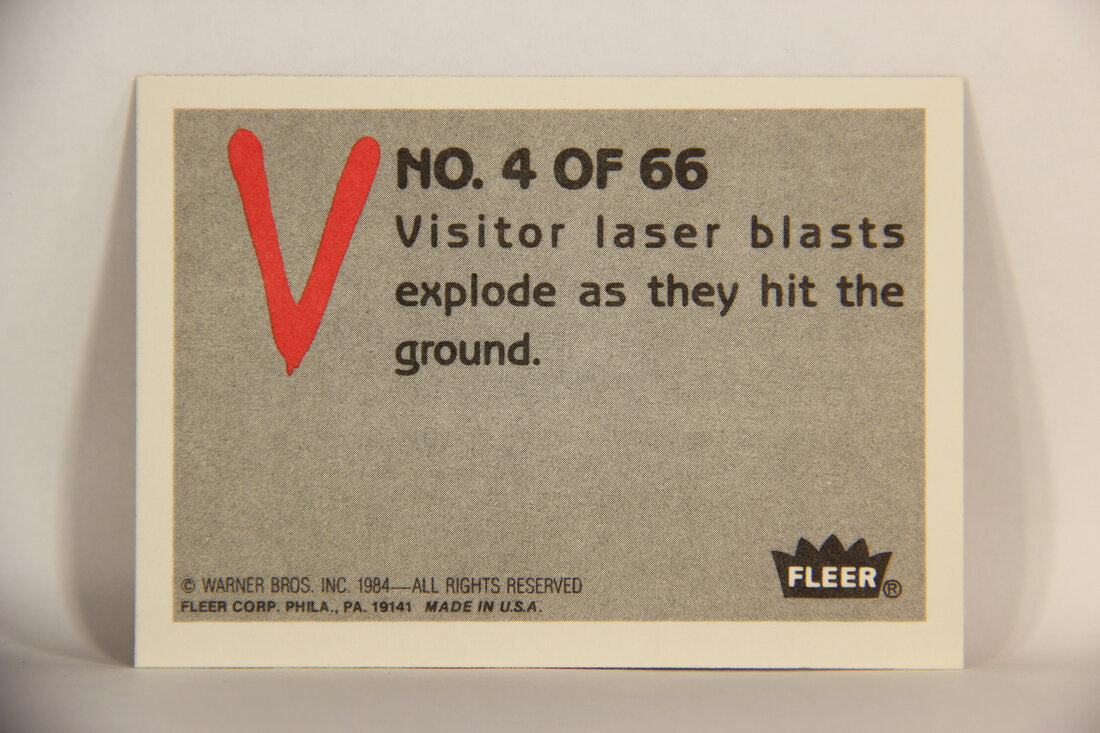 V
NO. 4 OF 66
Visitor laser blasts
explode as they hit the
ground.
© WARNER BROS. INC. 1984—ALL RIGHTS RESERVED
FLEER CORP. PHILA., PA. 19141 MADE IN U.S.A.
FLEER®